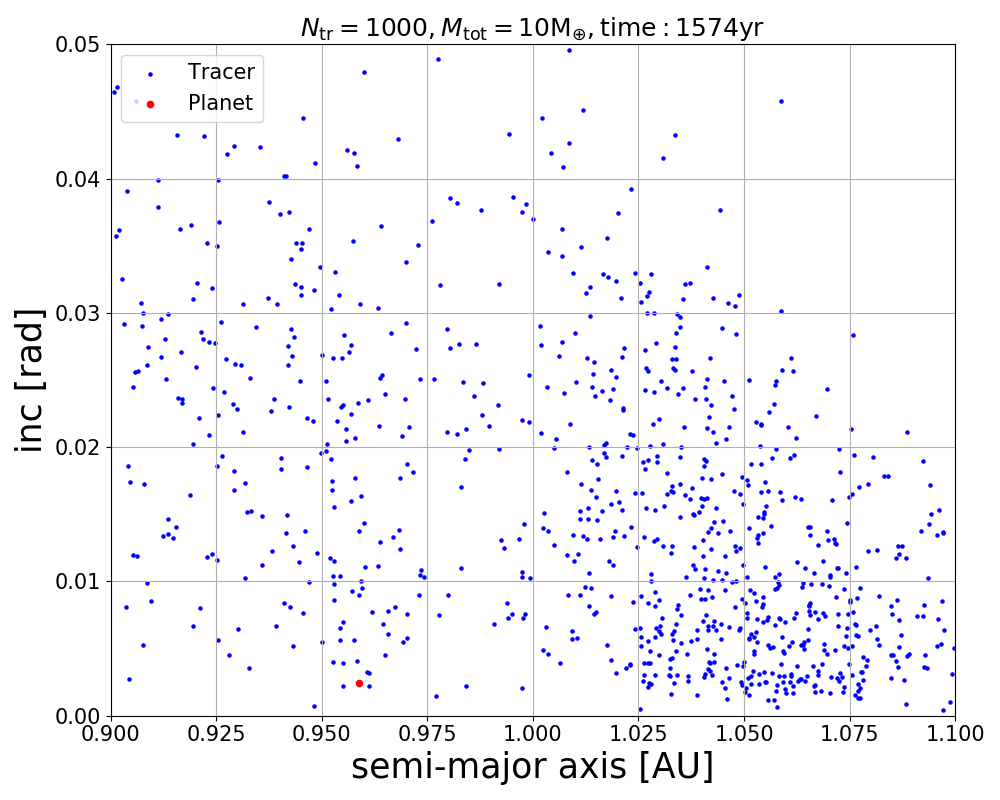 N_tr = 1000, M_tot = 10M_⊕, time : 1574yr
Tracer
Planet
0.05
0.04
0.03
0.02
0.01
0.00
inc [rad]
0.900 0.925 0.950 0.975 1.000 1.025 1.050 1.075 1.100
semi-major axis [AU]